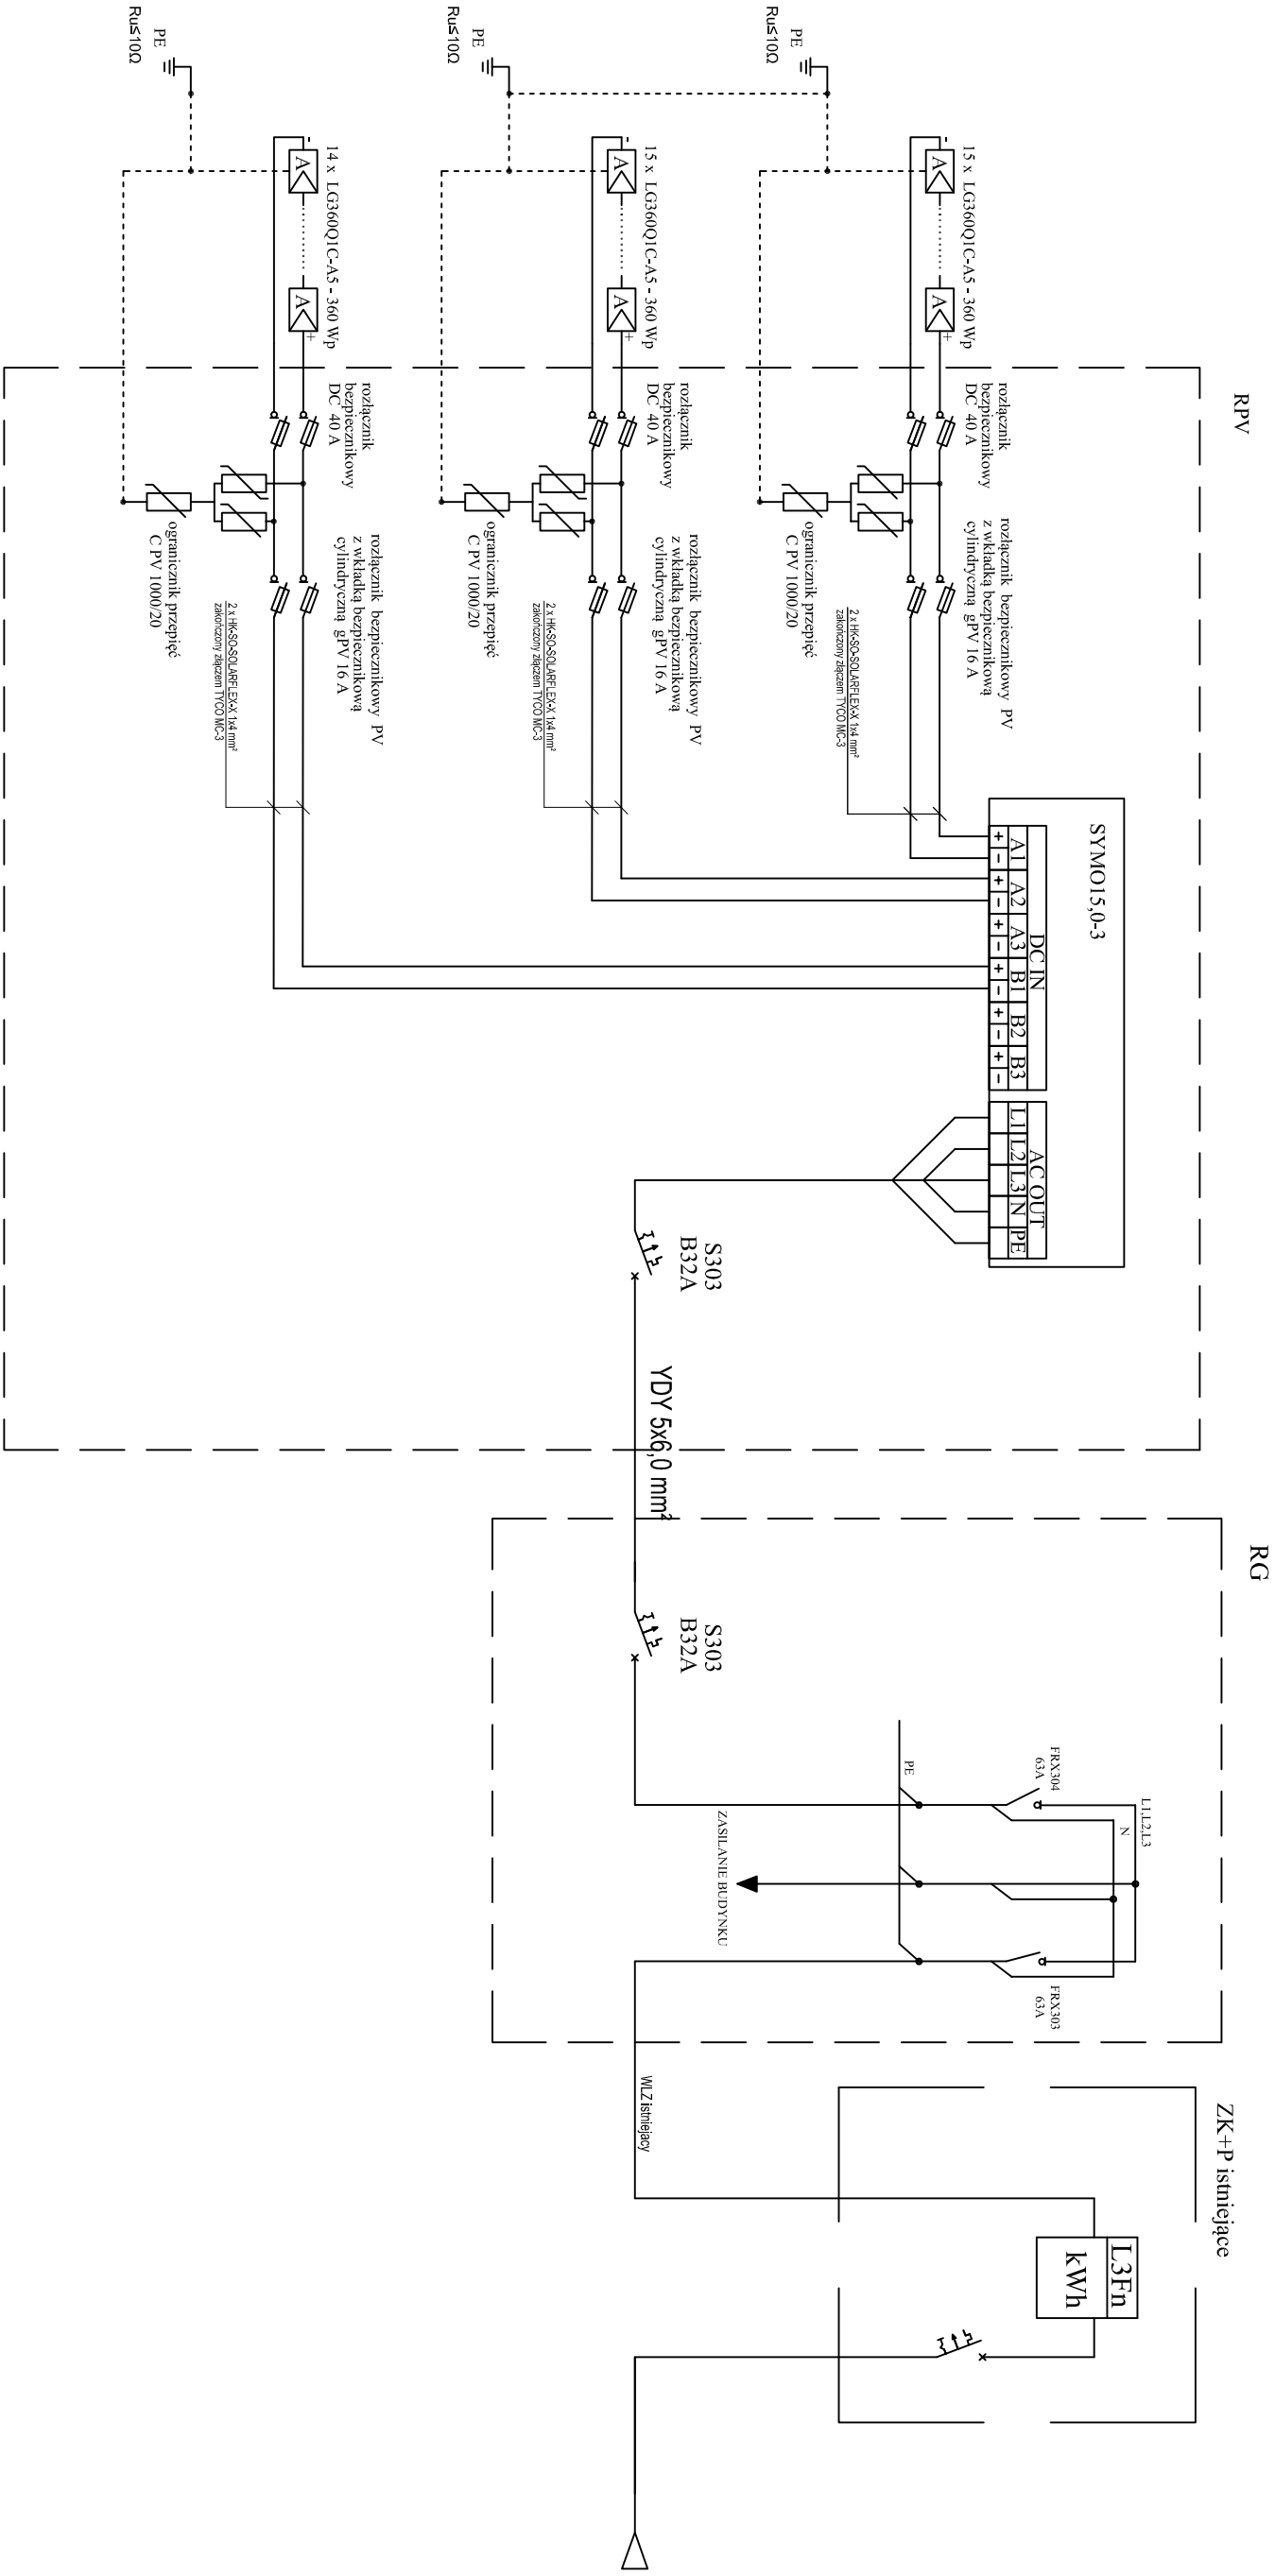 RPV
RG
ZK+P istniejące
SYMO15,0-3
DC IN
A1 A2 A3 B1 B2 B3
+ - + - + - + - + - + -
AC OUT
L1 L2 L3 N PE
15 x LG360Q1C-A5 - 360 Wp
- A A +
PE
Ru≤10Ω
rozłącznik
bezpiecznikowy
DC 40 A
rozłącznik bezpiecznikowy PV
z wkładką bezpiecznikową
cylindryczną gPV 16 A
ogranicznik przepięć
C PV 1000/20
2 x HK-SO-SOLARFLEX-X 1x4 mm²
zakończony złączem TYCO MC-3
15 x LG360Q1C-A5 - 360 Wp
- A A +
PE
Ru≤10Ω
rozłącznik
bezpiecznikowy
DC 40 A
rozłącznik bezpiecznikowy PV
z wkładką bezpiecznikową
cylindryczną gPV 16 A
ogranicznik przepięć
C PV 1000/20
2 x HK-SO-SOLARFLEX-X 1x4 mm²
zakończony złączem TYCO MC-3
14 x LG360Q1C-A5 - 360 Wp
- A A +
PE
Ru≤10Ω
rozłącznik
bezpiecznikowy
DC 40 A
rozłącznik bezpiecznikowy PV
z wkładką bezpiecznikową
cylindryczną gPV 16 A
ogranicznik przepięć
C PV 1000/20
2 x HK-SO-SOLARFLEX-X 1x4 mm²
zakończony złączem TYCO MC-3
S303
B32A
YDY 5x6,0 mm²
S303
B32A
L1,L2,L3
N
FRX304
63A
FRX303
63A
PE
ZASILANIE BUDYNKU
WLZ istniejacy
L3Fn
kWh